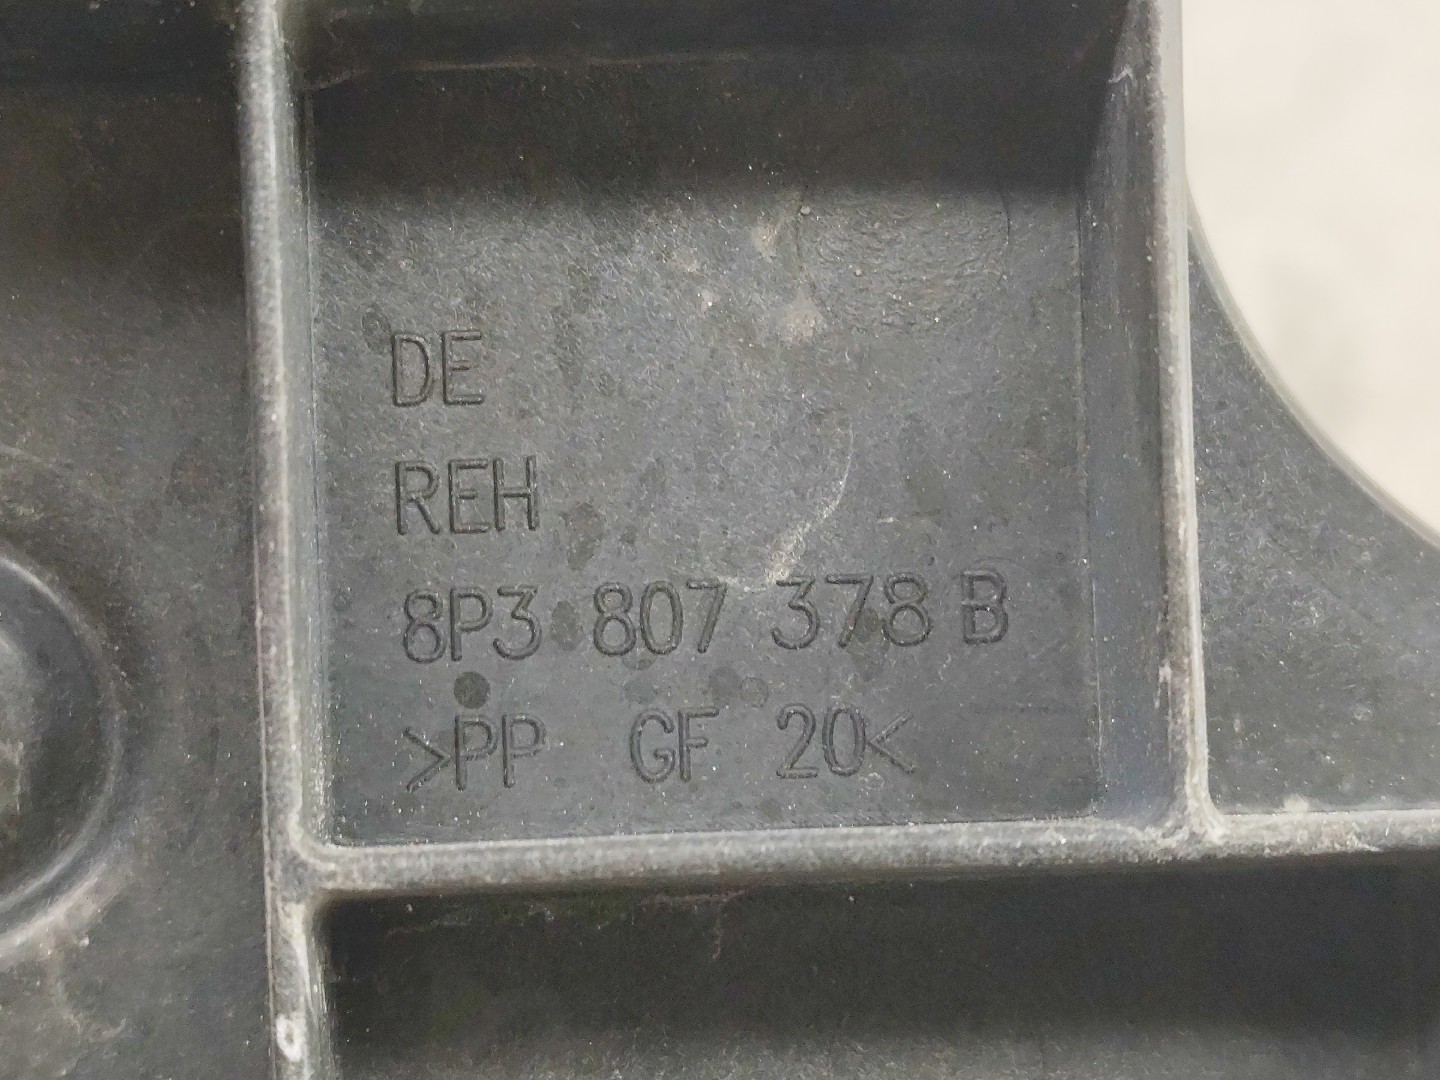 DE
REH
8P3 807 378 B
>PP GF 20<